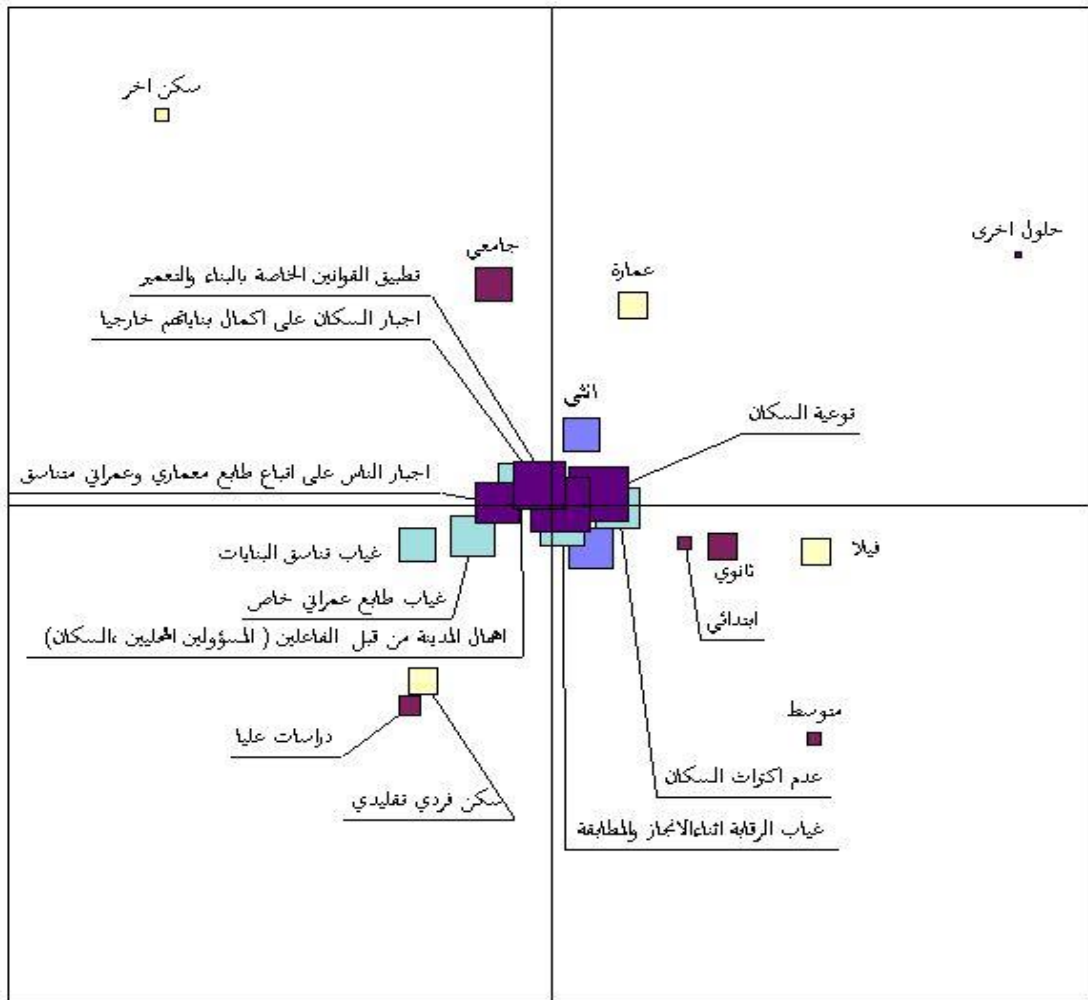 سكن اخر
حلول اخرى
جامعي
عمارة
تطبيق القوانين الخاصة بالبناء والتعمير
اجبار السكان على اكمال بناياتهم خارجيا
انثى
توعية السكان
اجبار الناس على اتباع طابع معماري وعمراني متناسق
غياب تناسق البنايات
فيلا
ثانوي
غياب طابع عمراني خاص
ابتدائي
اهمال المدينة من قبل الفاعلين ( المسؤولين المحليين ،السكان)
متوسط
دراسات عليا
عدم اكتراث السكان
سكن فردي تقليدي
غياب الرقابة اثناءالانجاز والمطابقة